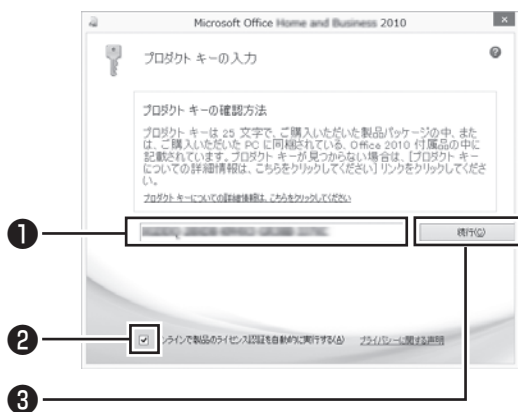 Microsoft Office Home and Business 2010
プロダクト キーの入力
プロダクト キーの確認方法
プロダクト キーは 25 文字で、ご購入いただいた製品パッケージの中、また
は、ご購入いただいた PC に同梱されている、Office 2010 付属品の中に
記載されています。プロダクト キーが見つからない場合は、[プロダクト キー
についての詳細情報は、こちらをクリックしてください] リンクをクリックしてくださ
い。
プロダクト キーについての詳細情報は、こちらをクリックしてください
❶
続行(C)
❷
ンラインで製品のライセンス認証を自動的に実行する(A) プライバシーに関する声明
❸